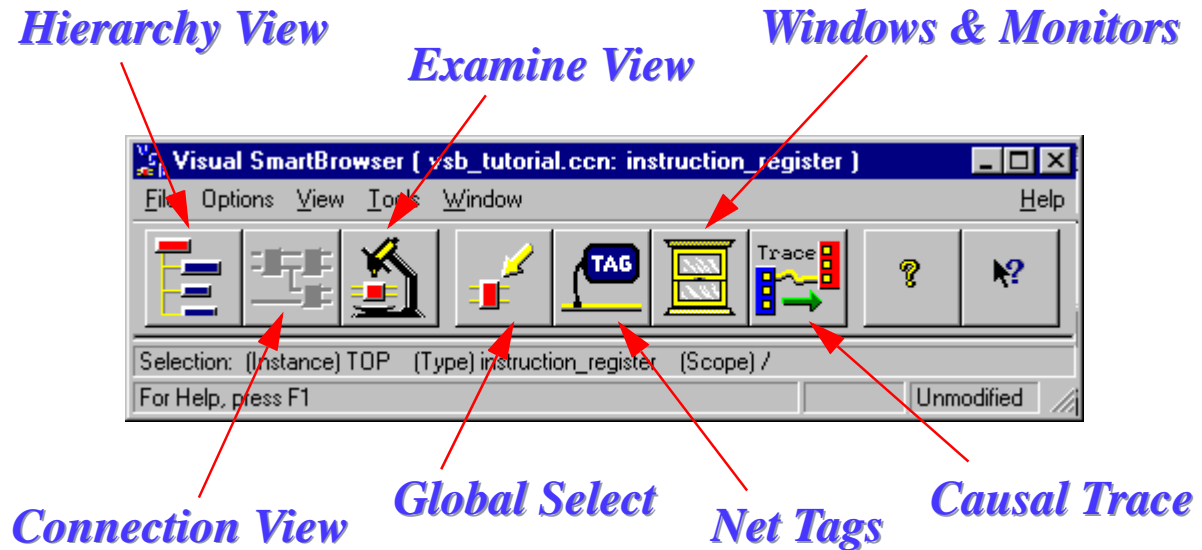 Hierarchy View
Windows & Monitors
Examine View
Visual SmartBrowser ( vsb_tutorial.ccn: instruction_register )
File Options View Tools Window Help
TAG
Trace
?
?
Selection: (Instance) TOP (Type) instruction_register (Scope) /
For Help, press F1 Unmodified
Global Select
Causal Trace
Connection View
Net Tags